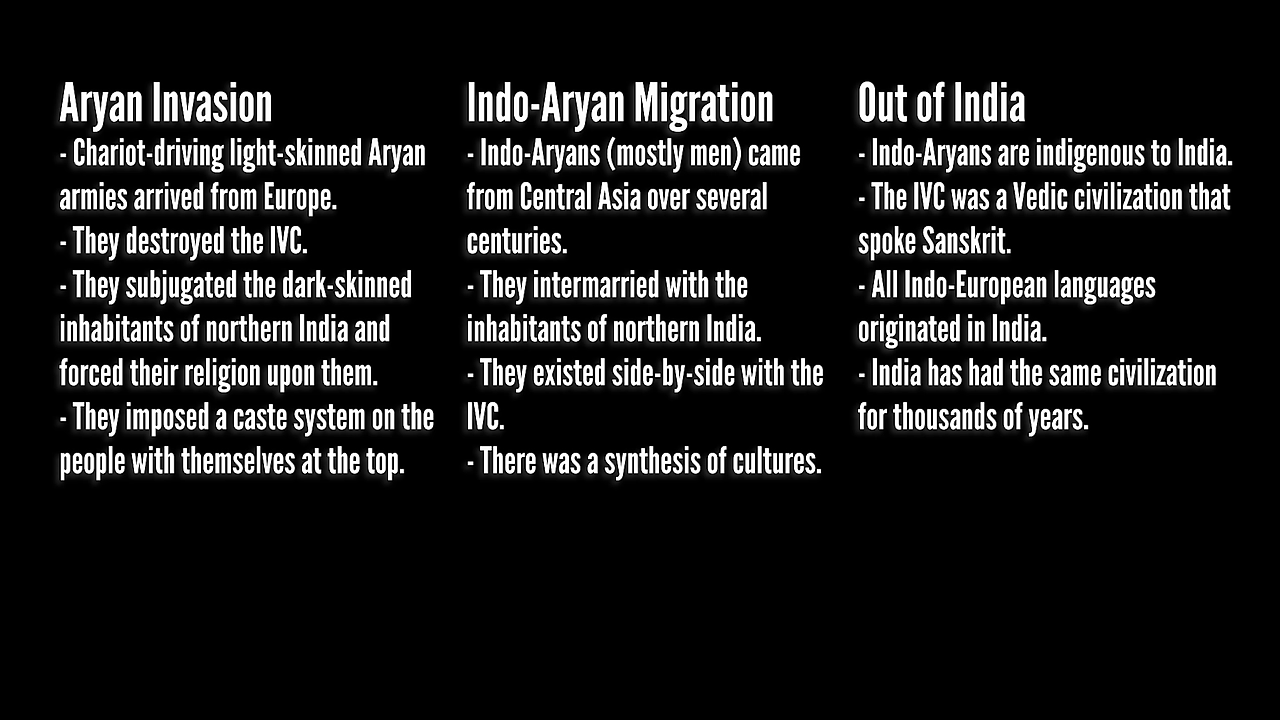 Aryan Invasion
- Chariot-driving light-skinned Aryan
armies arrived from Europe.
- They destroyed the IVC.
- They subjugated the dark-skinned
inhabitants of northern India and
forced their religion upon them.
- They imposed a caste system on the
people with themselves at the top.
Indo-Aryan Migration
- Indo-Aryans (mostly men) came
from Central Asia over several
centuries.
- They intermarried with the
inhabitants of northern India.
- They existed side-by-side with the
IVC.
- There was a synthesis of cultures.
Out of India
- Indo-Aryans are indigenous to India.
- The IVC was a Vedic civilization that
spoke Sanskrit.
- All Indo-European languages
originated in India.
- India has had the same civilization
for thousands of years.